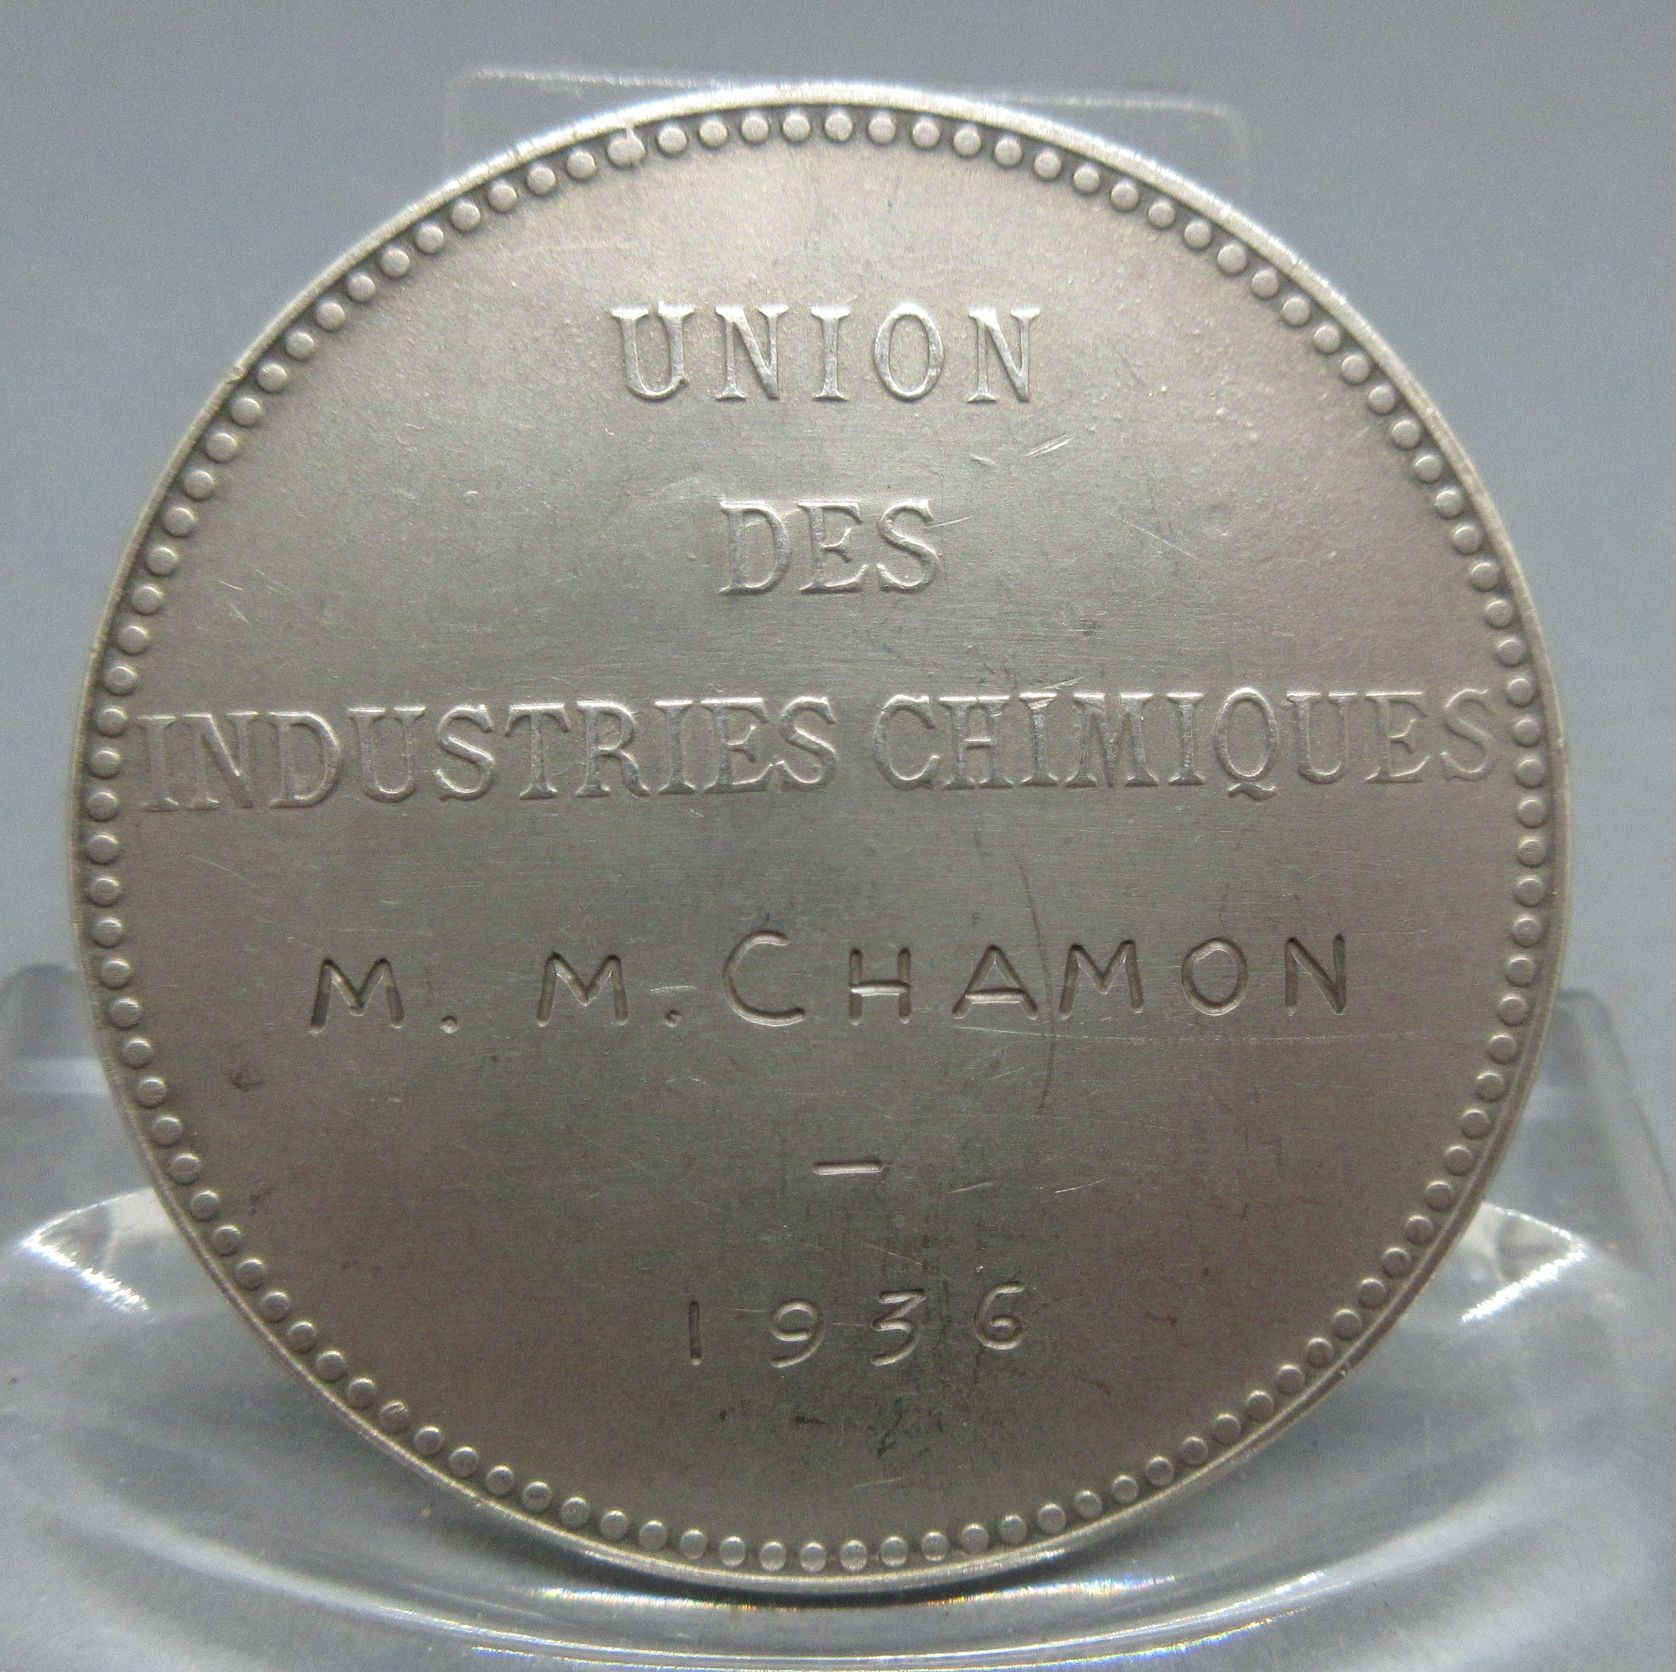 UNION
DES
INDUSTRIES CHIMIQUES
M. M. CHAMON
–
1936